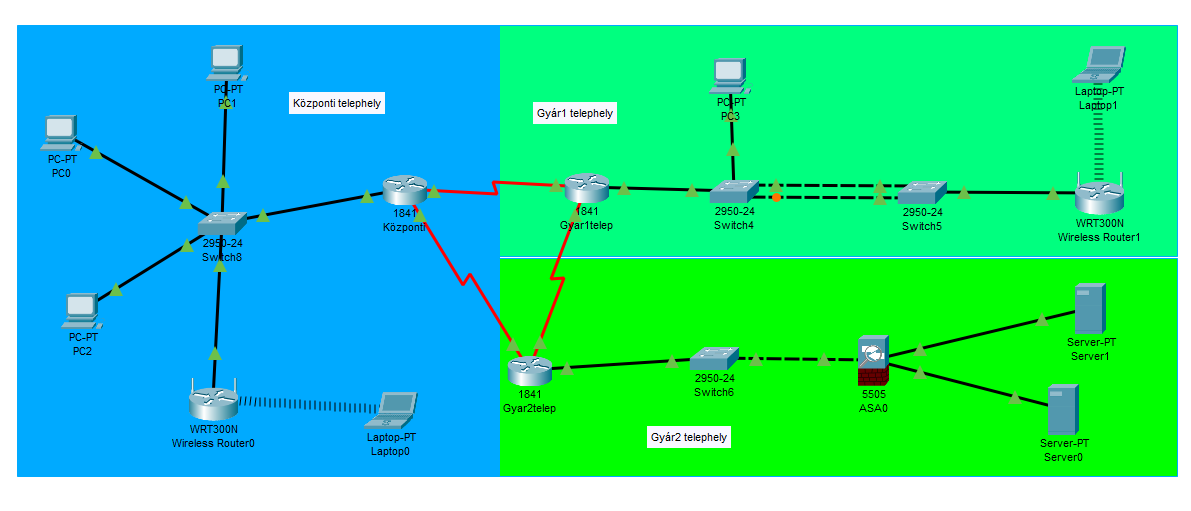 PC-PT
PC1
Központi telephely
PC-PT
PC0
2950-24
Switch8
1841
Központi
PC-PT
PC2
WRT300N
Wireless Router0
Laptop-PT
Laptop0
Gyár1 telephely
PC-PT
PC3
Laptop-PT
Laptop1
1841
Gyar1telep
2950-24
Switch4
2950-24
Switch5
WRT300N
Wireless Router1
1841
Gyar2telep
2950-24
Switch6
5505
ASA0
Server-PT
Server1
Server-PT
Server0
Gyár2 telephely